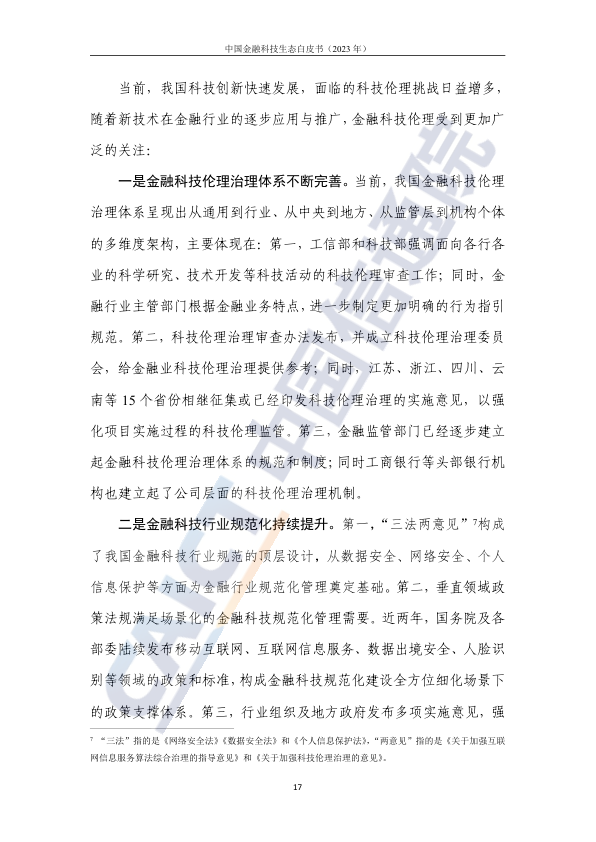 中国金融科技生态白皮书（2023 年）
当前，我国科技创新快速发展，面临的科技伦理挑战日益增多，
随着新技术在金融行业的逐步应用与推广，金融科技伦理受到更加广
泛的关注：
一是金融科技伦理治理体系不断完善。当前，我国金融科技伦理
治理体系呈现出从通用到行业、从中央到地方、从监管层到机构个体
的多维度架构，主要体现在：第一，工信部和科技部强调面向各行各
业的科学研究、技术开发等科技活动的科技伦理审查工作；同时，金
融行业主管部门根据金融业务特点，进一步制定更加明确的行为指引
规范。第二，科技伦理治理审查办法发布，并成立科技伦理治理委员
会，给金融业科技伦理治理提供参考；同时，江苏、浙江、四川、云
南等 15 个省份相继征集或已经印发科技伦理治理的实施意见，以强
化项目实施过程的科技伦理监管。第三，金融监管部门已经逐步建立
起金融科技伦理治理体系的规范和制度；同时工商银行等头部银行机
构也建立起了公司层面的科技伦理治理机制。
二是金融科技行业规范化持续提升。第一，“三法两意见”7构成
了我国金融科技行业规范的顶层设计，从数据安全、网络安全、个人
信息保护等方面为金融行业规范化管理奠定基础。第二，垂直领域政
策法规满足场景化的金融科技规范化管理需要。近两年，国务院及各
部委陆续发布移动互联网、互联网信息服务、数据出境安全、人脸识
别等领域的政策和标准，构成金融科技规范化建设全方位细化场景下
的政策支撑体系。第三，行业组织及地方政府发布多项实施意见，强
7 “三法”指的是《网络安全法》《数据安全法》和《个人信息保护法》，“两意见”指的是《关于加强互联
网信息服务算法综合治理的指导意见》和《关于加强科技伦理治理的意见》。
17
CAICT 中国信通院